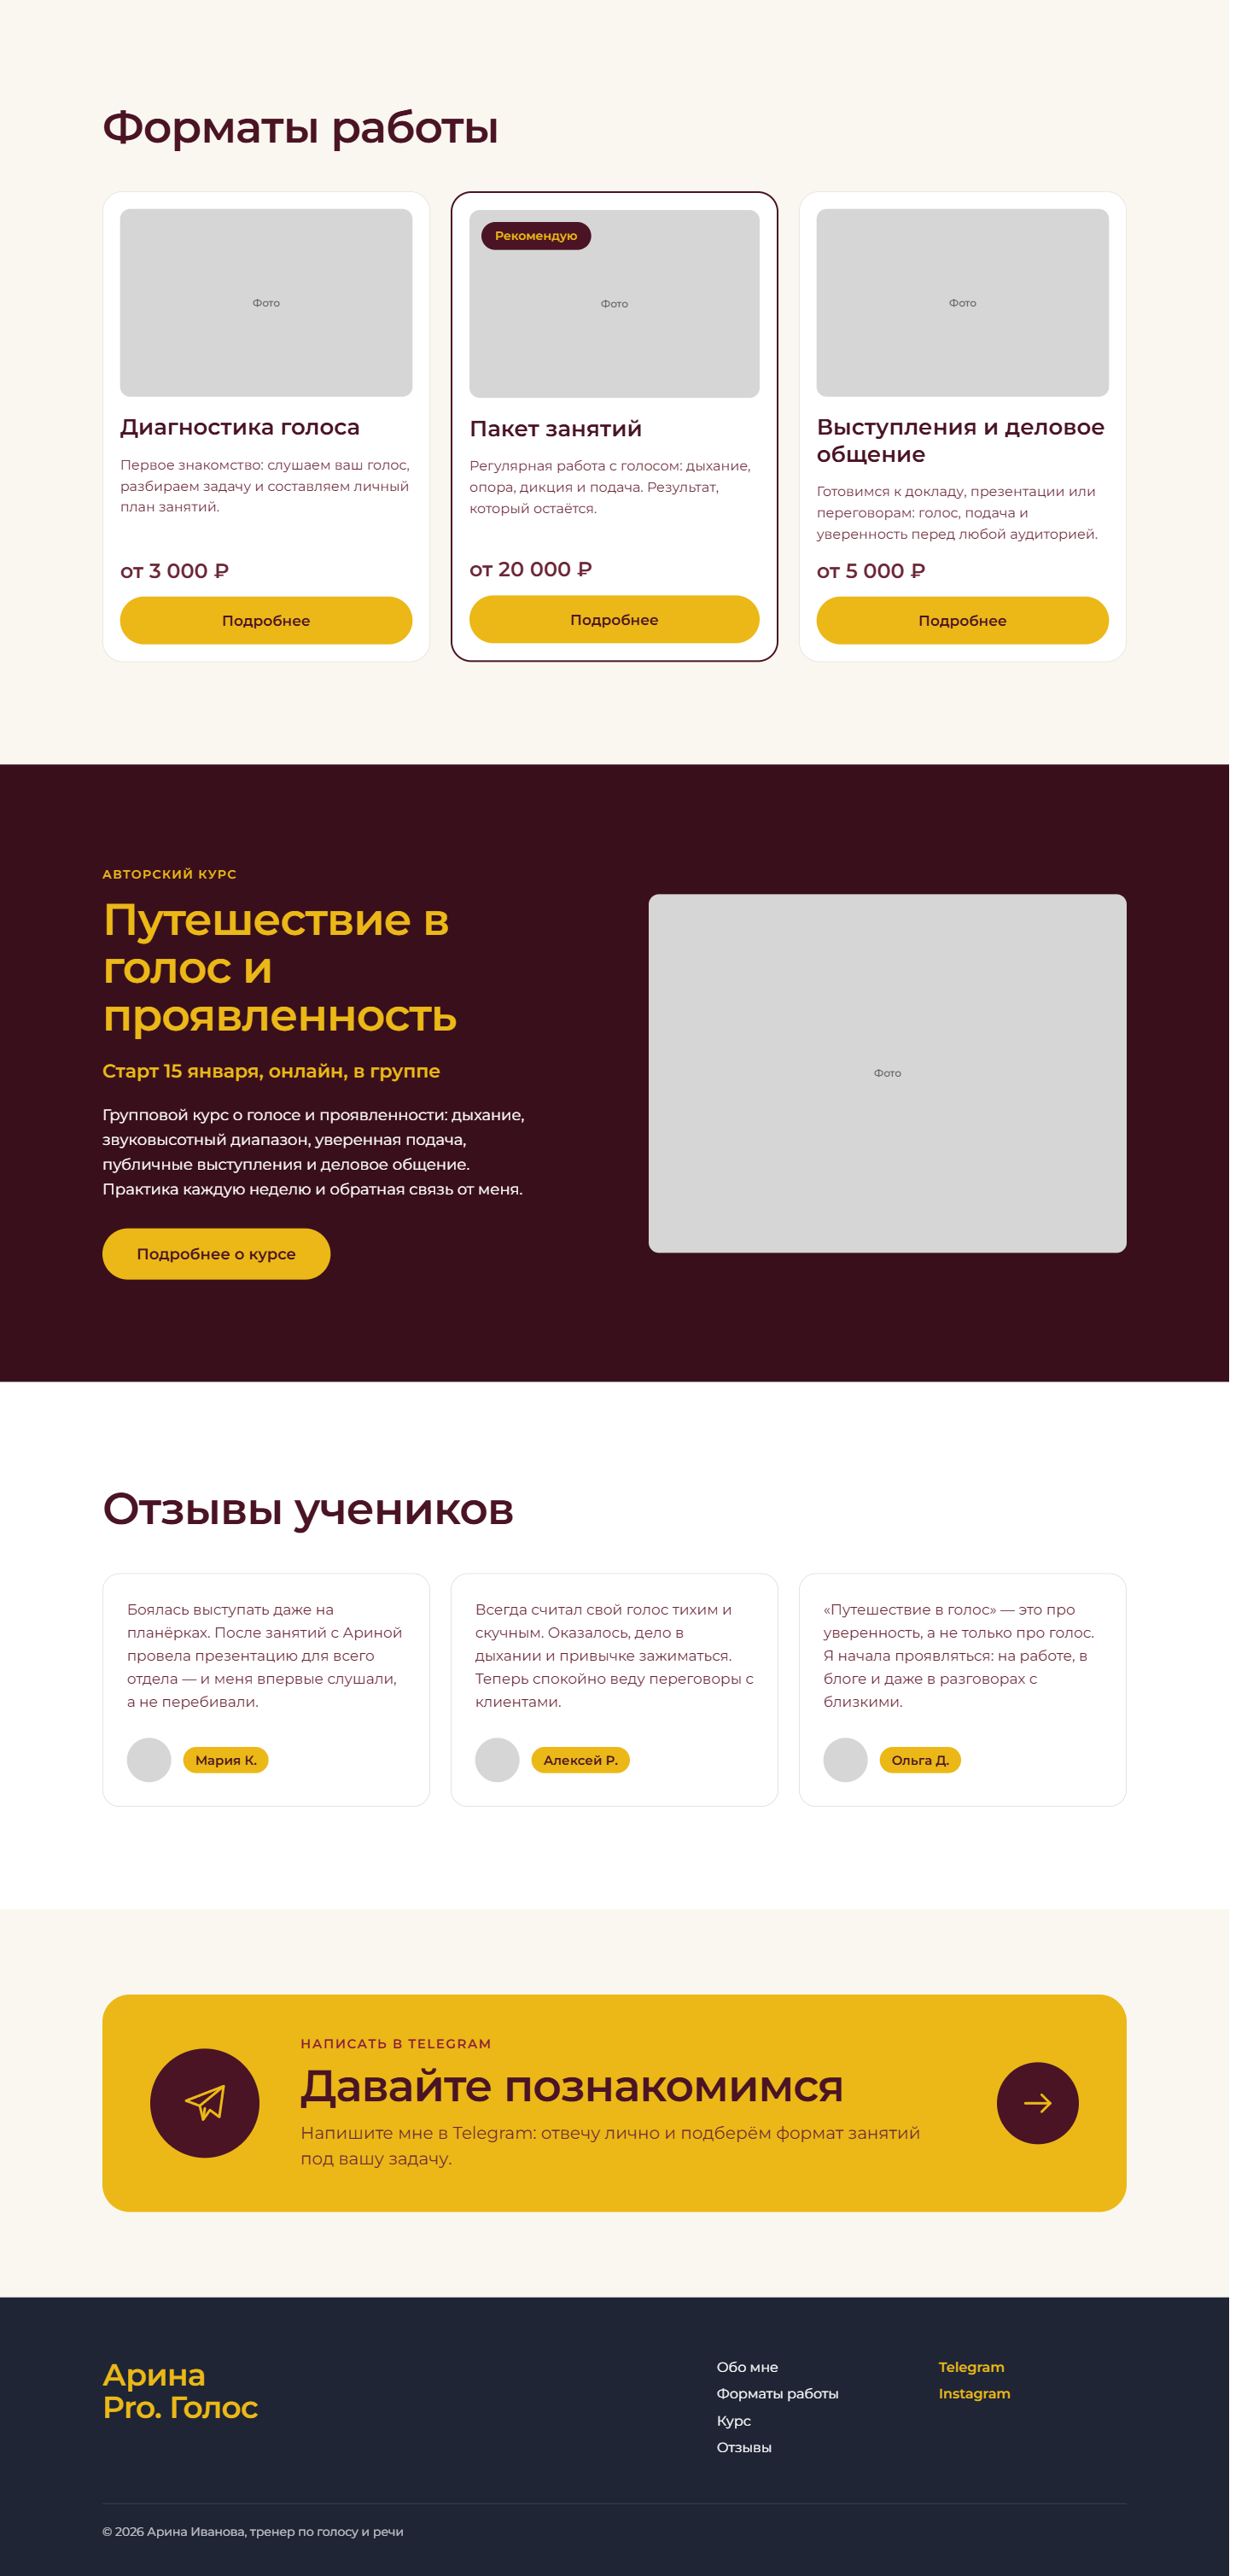 Форматы работы
Фото
Диагностика голоса
Первое знакомство: слушаем ваш голос,
разбираем задачу и составляем личный
план занятий.
от 3 000 ₽
Подробнее
Рекомендую
Фото
Пакет занятий
Регулярная работа с голосом: дыхание,
опора, дикция и подача. Результат,
который остаётся.
от 20 000 ₽
Подробнее
Фото
Выступления и деловое
общение
Готовимся к докладу, презентации или
переговорам: голос, подача и
уверенность перед любой аудиторией.
от 5 000 ₽
Подробнее
АВТОРСКИЙ КУРС
Путешествие в
голос и
проявленность
Старт 15 января, онлайн, в группе
Групповой курс о голосе и проявленности: дыхание,
звуковысотный диапазон, уверенная подача,
публичные выступления и деловое общение.
Практика каждую неделю и обратная связь от меня.
Подробнее о курсе
Фото
Отзывы учеников
Боялась выступать даже на
планёрках. После занятий с Ариной
провела презентацию для всего
отдела — и меня впервые слушали,
а не перебивали.
Мария К.
Всегда считал свой голос тихим и
скучным. Оказалось, дело в
дыхании и привычке зажиматься.
Теперь спокойно веду переговоры с
клиентами.
Алексей Р.
«Путешествие в голос» — это про
уверенность, а не только про голос.
Я начала проявляться: на работе, в
блоге и даже в разговорах с
близкими.
Ольга Д.
НАПИСАТЬ В TELEGRAM
Давайте познакомимся
Напишите мне в Telegram: отвечу лично и подберём формат занятий
под вашу задачу.
Арина
Pro. Голос
Обо мне
Форматы работы
Курс
Отзывы
Telegram
Instagram
© 2026 Арина Иванова, тренер по голосу и речи